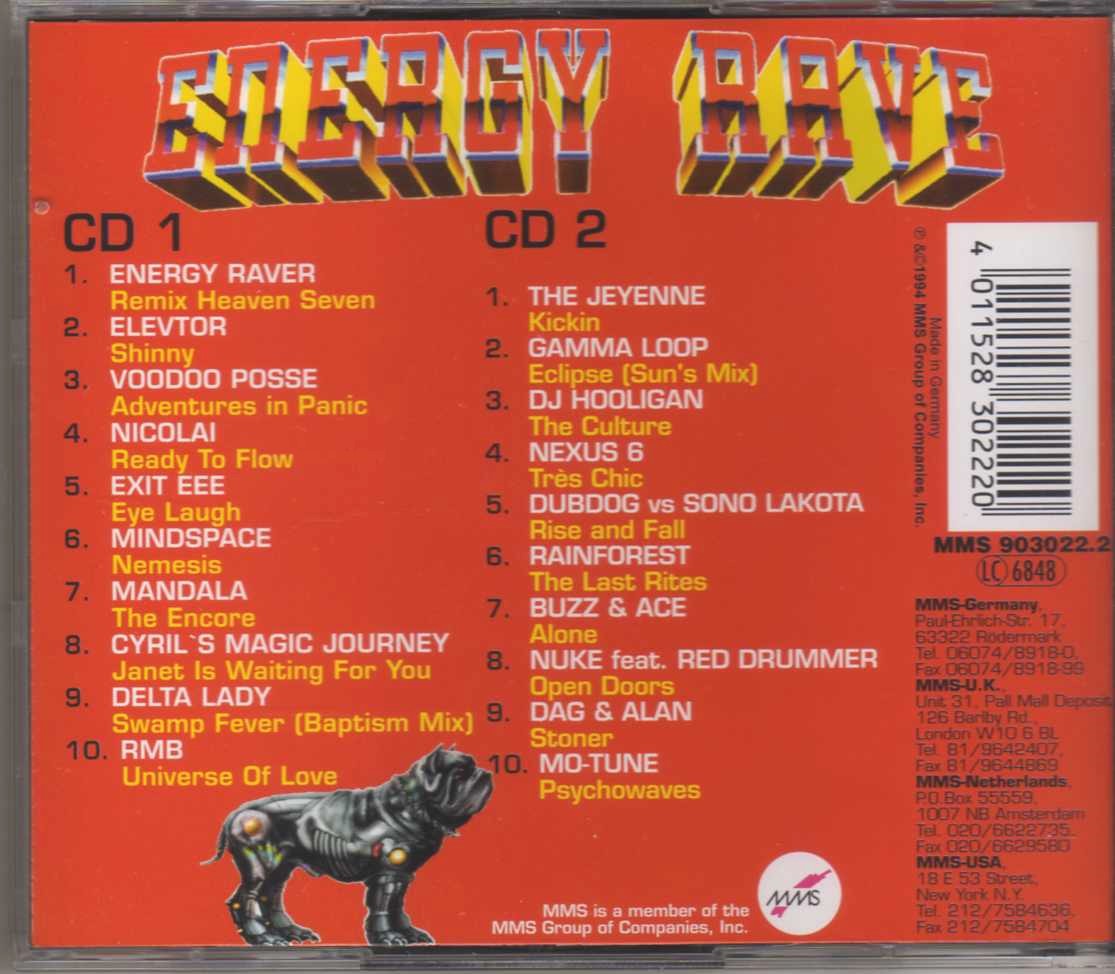 ENERGY RAVE
CD 1
1. ENERGY RAVER
Remix Heaven Seven
2. ELEVTOR
Shinny
3. VOODOO POSSE
Adventures in Panic
4. NICOLAI
Ready To Flow
5. EXIT EEE
Eye Laugh
6. MINDSPACE
Nemesis
7. MANDALA
The Encore
8. CYRIL`S MAGIC JOURNEY
Janet Is Waiting For You
9. DELTA LADY
Swamp Fever (Baptism Mix)
10. RMB
Universe Of Love
CD 2
1. THE JEYENNE
Kickin
2. GAMMA LOOP
Eclipse (Sun's Mix)
3. DJ HOOLIGAN
The Culture
4. NEXUS 6
Très Chic
5. DUBDOG vs SONO LAKOTA
Rise and Fall
6. RAINFOREST
The Last Rites
7. BUZZ & ACE
Alone
8. NUKE feat. RED DRUMMER
Open Doors
9. DAG & ALAN
Stoner
10. MO-TUNE
Psychowaves
MMS is a member of the
MMS Group of Companies, Inc.
MMS
4 011528 302220
Made in Germany
℗ &©1994 MMS Group of Companies, Inc.
MMS 903022.2
LC 6848
MMS-Germany,
Paul-Ehrlich-Str. 17,
63322 Rödermark
Tel. 06074/8918-0,
Fax 06074/8918-99
MMS-U.K.,
Unit 31, Pall Mall Deposit
126 Barlby Rd.,
London W10 6 BL
Tel. 81/9642407,
Fax 81/9644869
MMS-Netherlands,
P.O.Box 55559,
1007 NB Amsterdam
Tel. 020/6622735,
Fax 020/6629580
MMS-USA,
18 E 53 Street,
New York N.Y.
Tel. 212/7584636,
Fax 212/7584704